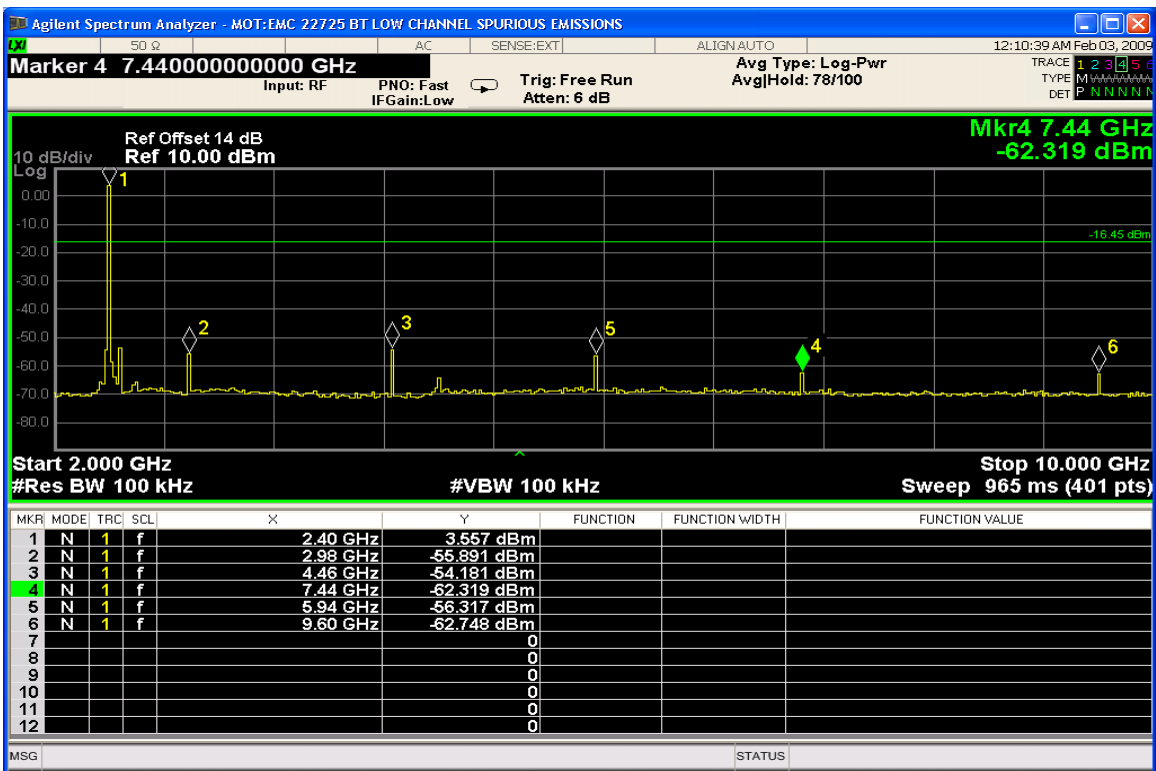 Agilent Spectrum Analyzer - MOT:EMC 22725 BT LOW CHANNEL SPURIOUS EMISSIONS
LXI 50 Ω AC SENSE:EXT ALIGN AUTO 12:10:39 AM Feb 03, 2009
Marker 4 7.440000000000 GHz
Input: RF
PNO: Fast
IFGain:Low
Trig: Free Run
Atten: 6 dB
Avg Type: Log-Pwr
Avg|Hold: 78/100
TRACE 1 2 3 4 5 6
TYPE M
DET P N N N N N
Mkr4 7.44 GHz
-62.319 dBm
Ref Offset 14 dB
10 dB/div Ref 10.00 dBm
Log
1
0.00
-10.0
-16.45 dBm
-20.0
-30.0
-40.0
2 3 5 4 6
-50.0
-60.0
-70.0
-80.0
Start 2.000 GHz Stop 10.000 GHz
#Res BW 100 kHz #VBW 100 kHz Sweep 965 ms (401 pts)
MKR MODE TRC SCL X Y FUNCTION FUNCTION WIDTH FUNCTION VALUE
1 N 1 f 2.40 GHz 3.557 dBm
2 N 1 f 2.98 GHz -55.891 dBm
3 N 1 f 4.46 GHz -54.181 dBm
4 N 1 f 7.44 GHz -62.319 dBm
5 N 1 f 5.94 GHz -56.317 dBm
6 N 1 f 9.60 GHz -62.748 dBm
7 0
8 0
9 0
10 0
11 0
12 0
MSG STATUS